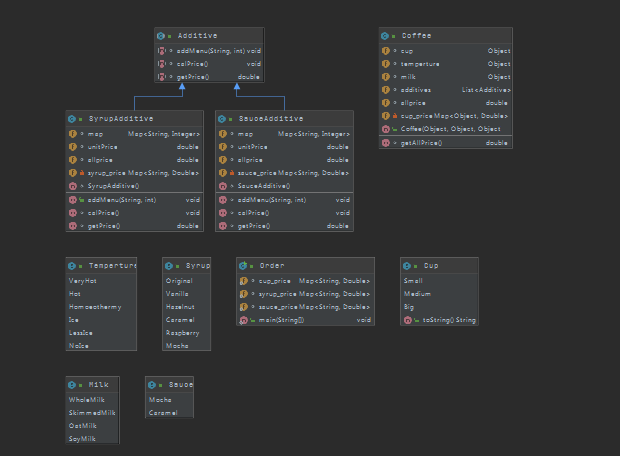 Additive
addMenu(String, int) void
calPrice() void
getPrice() double
Coffee
cup Object
temperture Object
milk Object
additives List<Additive>
allprice double
cup_price Map<Object, Double>
Coffee(Object, Object, Object
getAllPrice() double
SyrupAdditive
map Map<String, Integer>
unitPrice double
allprice double
syrup_price Map<String, Double>
SyrupAdditive()
addMenu(String, int) void
calPrice() void
getPrice() double
SauceAdditive
map Map<String, Integer>
unitPrice double
allprice double
sauce_price Map<String, Double>
SauceAdditive()
addMenu(String, int) void
calPrice() void
getPrice() double
Temperture
VeryHot
Hot
Homoeothermy
Ice
LessIce
NoIce
Syrup
Original
Vanilla
Hazelnut
Caramel
Raspberry
Mocha
Order
cup_price Map<String, Double>
syrup_price Map<String, Double>
sauce_price Map<String, Double>
main(String[]) void
Cup
Small
Medium
Big
toString() String
Milk
WholeMilk
SkimmedMilk
OatMilk
SoyMilk
Sauce
Mocha
Caramel